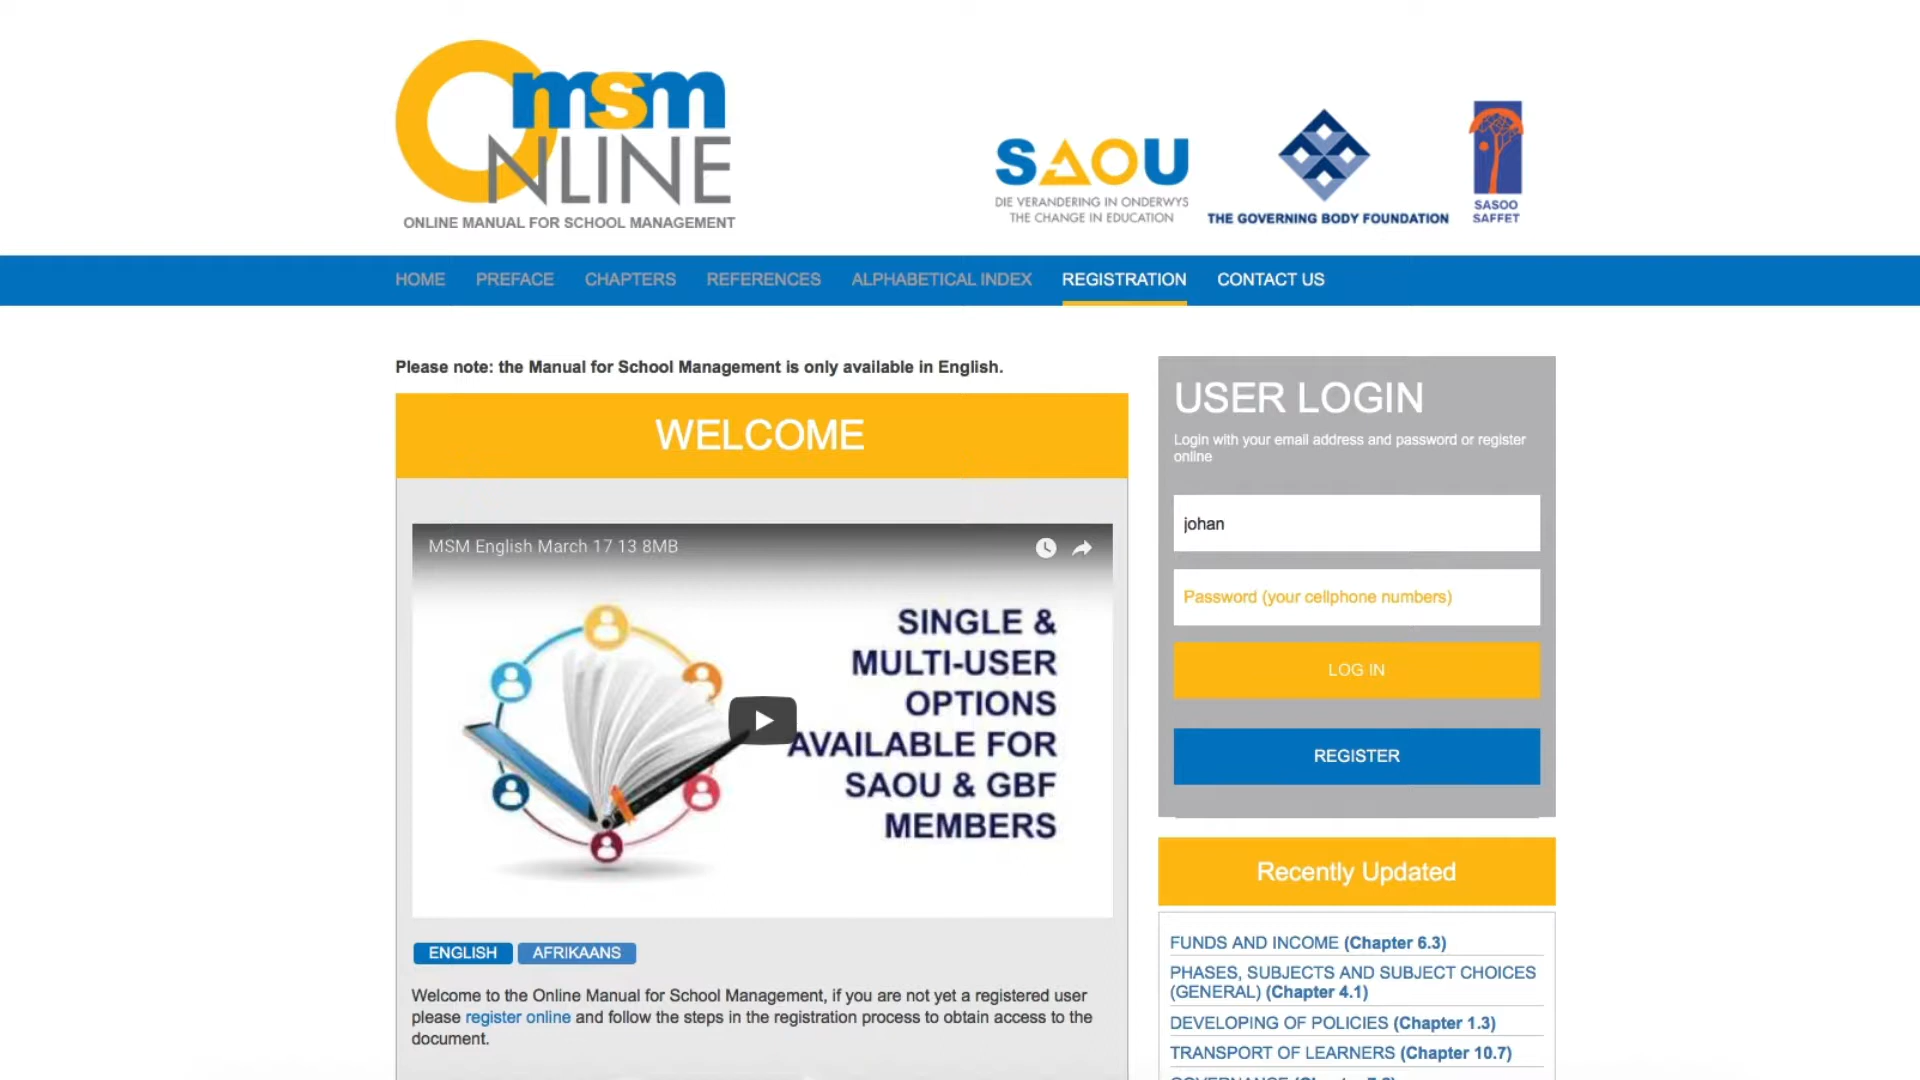 Omsm
NLINE
ONLINE MANUAL FOR SCHOOL MANAGEMENT
SAOU
DIE VERANDERING IN ONDERWYS
THE CHANGE IN EDUCATION
THE GOVERNING BODY FOUNDATION
SASOO
SAFFET
HOME PREFACE CHAPTERS REFERENCES ALPHABETICAL INDEX REGISTRATION CONTACT US
Please note: the Manual for School Management is only available in English.
WELCOME
MSM English March 17 13 8MB
SINGLE &
MULTI-USER
OPTIONS
AVAILABLE FOR
SAOU & GBF
MEMBERS
ENGLISH AFRIKAANS
Welcome to the Online Manual for School Management, if you are not yet a registered user
please register online and follow the steps in the registration process to obtain access to the
document.
USER LOGIN
Login with your email address and password or register
online
johan
Password (your cellphone numbers)
LOG IN
REGISTER
Recently Updated
FUNDS AND INCOME (Chapter 6.3)
PHASES, SUBJECTS AND SUBJECT CHOICES
(GENERAL) (Chapter 4.1)
DEVELOPING OF POLICIES (Chapter 1.3)
TRANSPORT OF LEARNERS (Chapter 10.7)